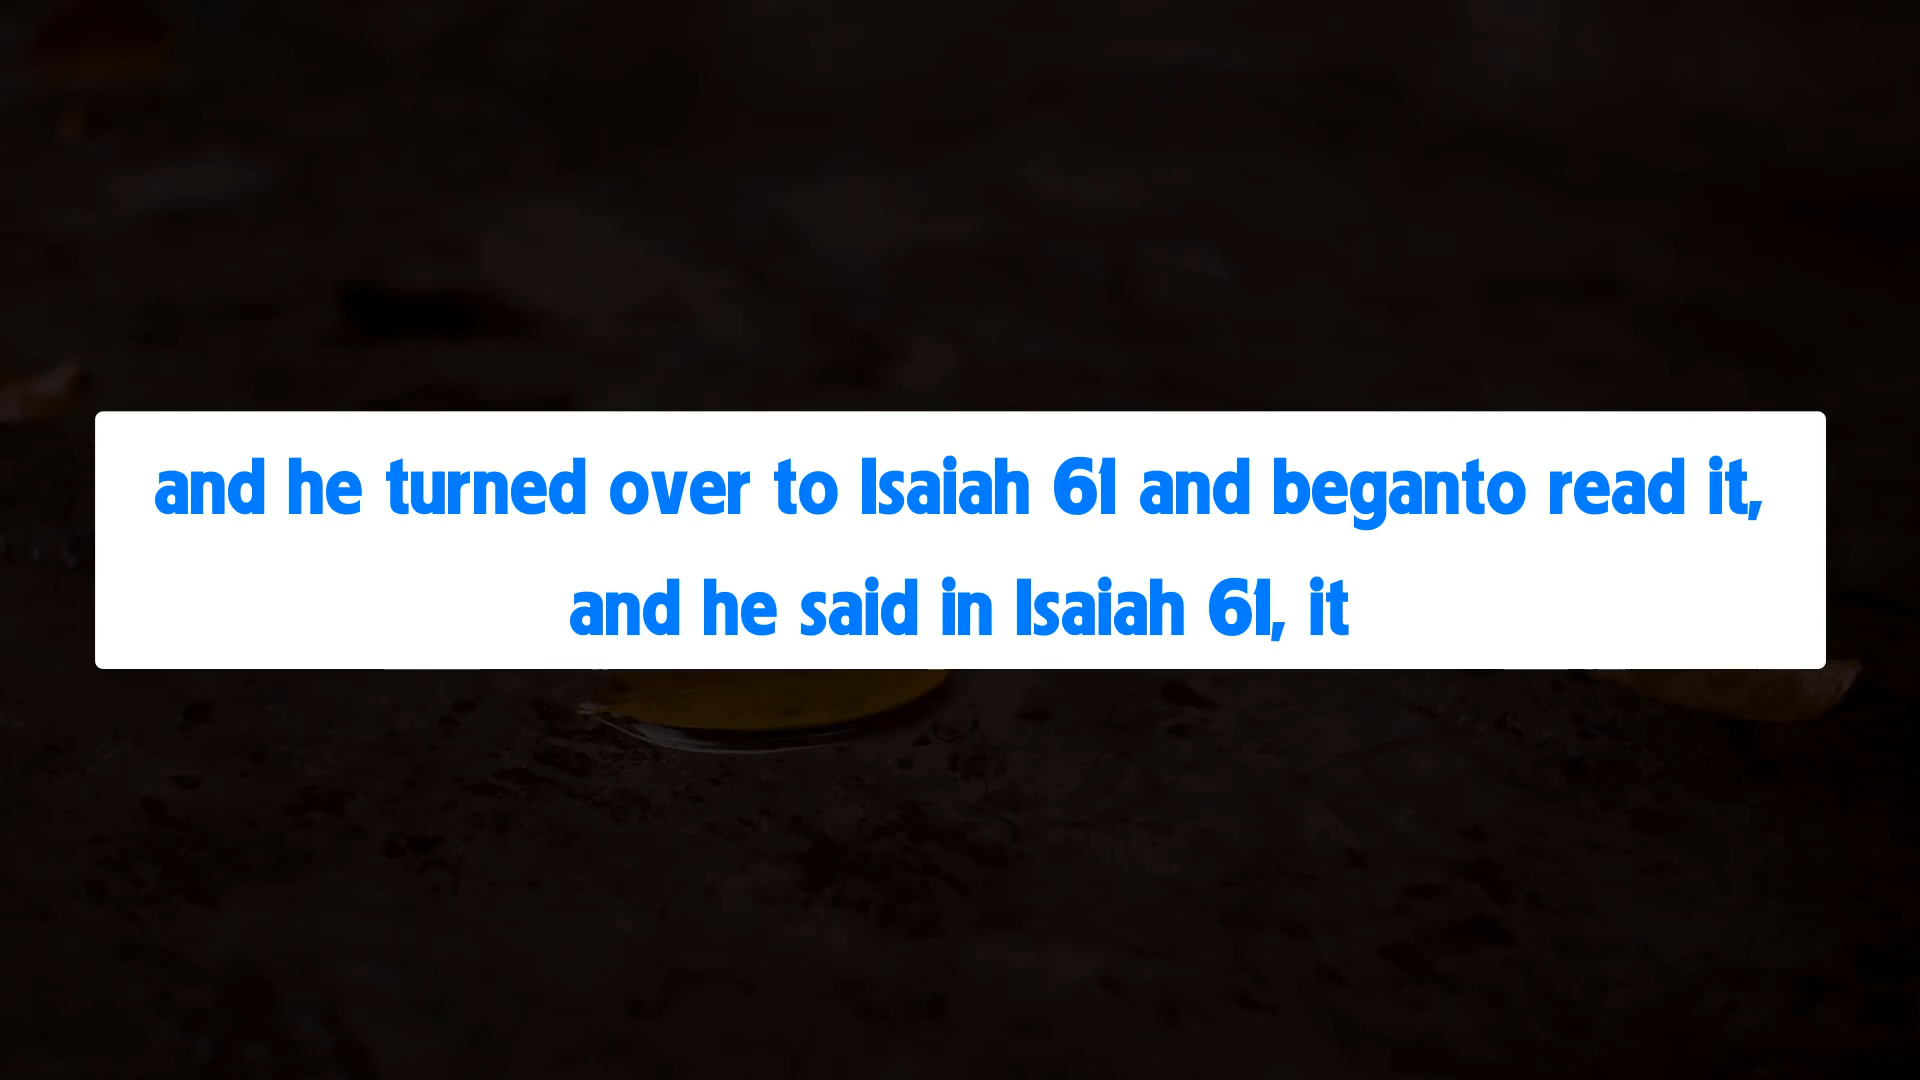 and he turned over to Isaiah 61 and beganto read it,
and he said in Isaiah 61, it